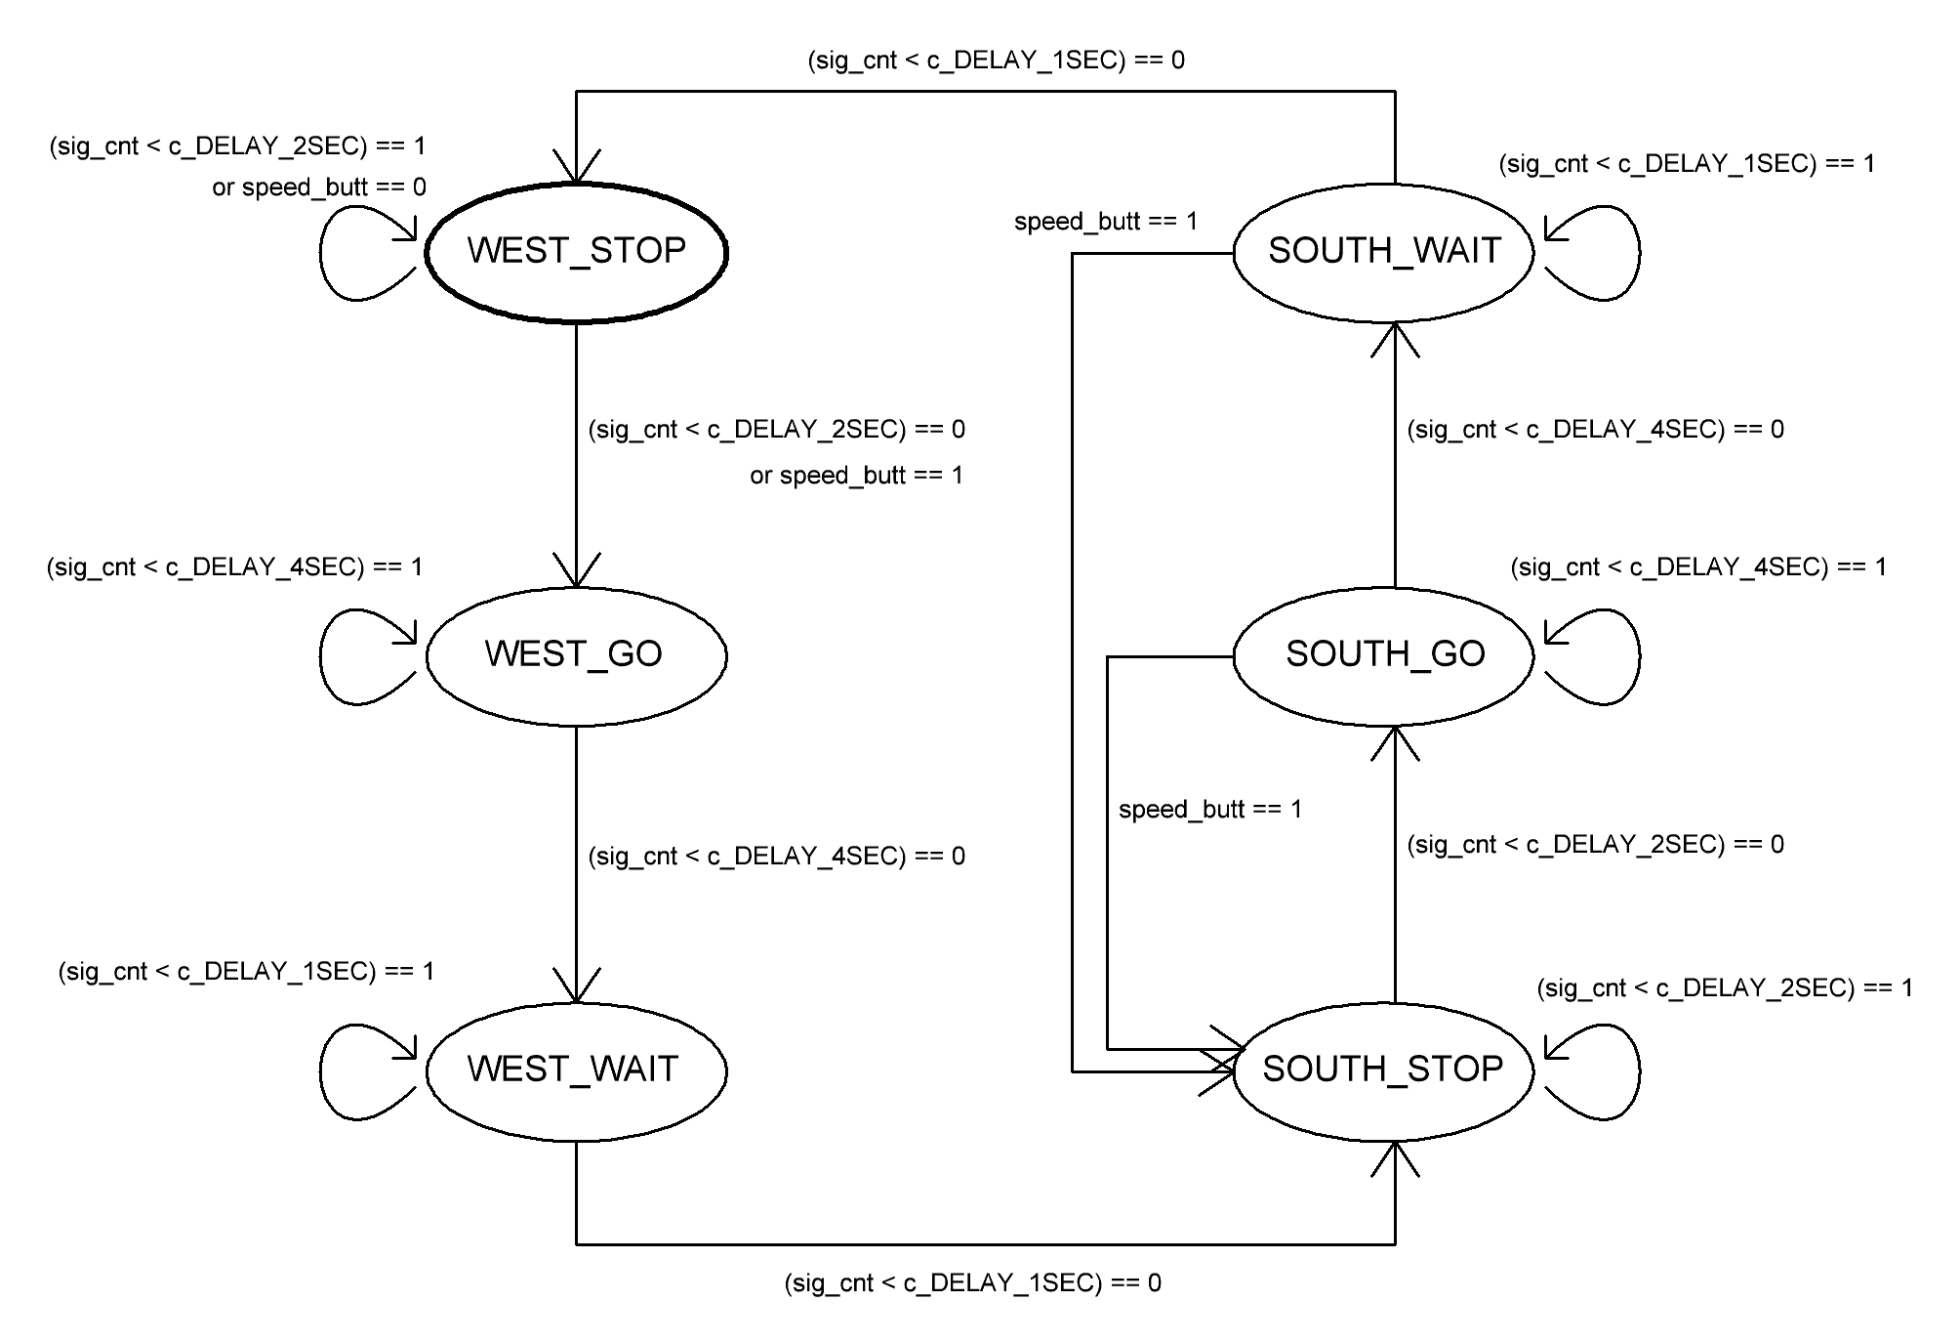 (sig_cnt < c_DELAY_1SEC) == 0
(sig_cnt < c_DELAY_2SEC) == 1
or speed_butt == 0
(sig_cnt < c_DELAY_1SEC) == 1
speed_butt == 1
WEST_STOP
SOUTH_WAIT
(sig_cnt < c_DELAY_2SEC) == 0
or speed_butt == 1
(sig_cnt < c_DELAY_4SEC) == 0
(sig_cnt < c_DELAY_4SEC) == 1
(sig_cnt < c_DELAY_4SEC) == 1
WEST_GO
SOUTH_GO
speed_butt == 1
(sig_cnt < c_DELAY_4SEC) == 0
(sig_cnt < c_DELAY_2SEC) == 0
(sig_cnt < c_DELAY_1SEC) == 1
(sig_cnt < c_DELAY_2SEC) == 1
WEST_WAIT
SOUTH_STOP
(sig_cnt < c_DELAY_1SEC) == 0